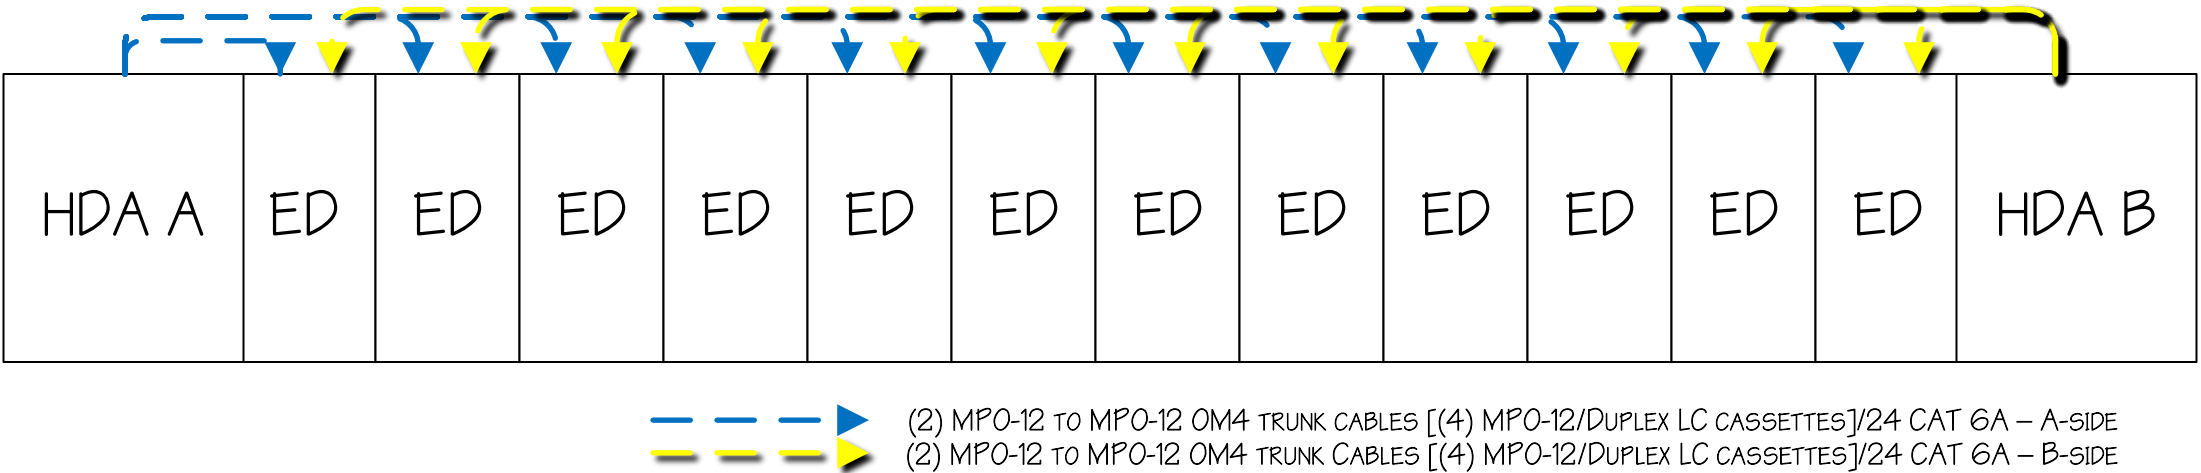 HDA A ED ED ED ED ED ED ED ED ED ED ED ED HDA B
(2) MPO-12 to MPO-12 OM4 trunk cables [(4) MPO-12/Duplex LC cassettes]/24 CAT 6A – A-side
(2) MPO-12 to MPO-12 OM4 trunk Cables [(4) MPO-12/Duplex LC cassettes]/24 CAT 6A – B-side